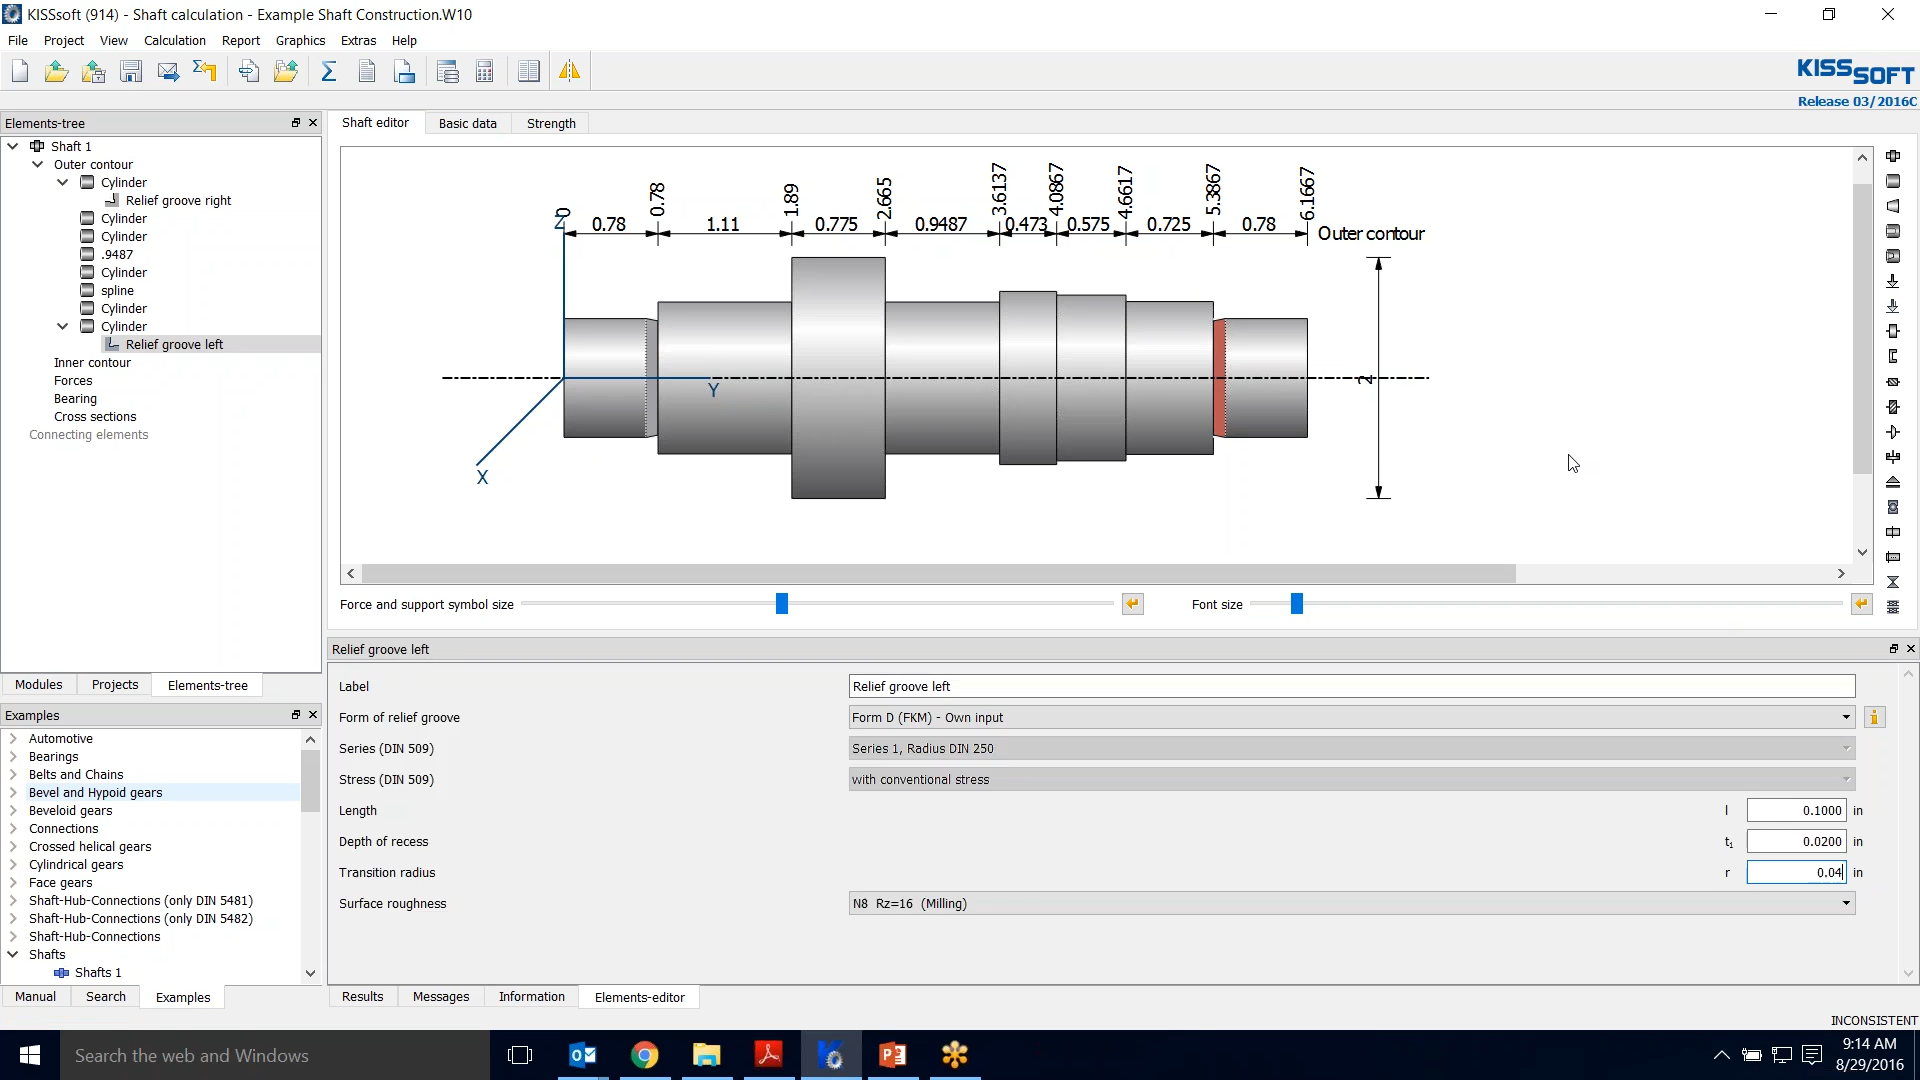 KISSsoft (914) - Shaft calculation - Example Shaft Construction.W10
File Project View Calculation Report Graphics Extras Help
KISSSOFT
Release 03/2016C
Elements-tree
Shaft 1
Outer contour
Cylinder
Relief groove right
Cylinder
Cylinder
.9487
Cylinder
spline
Cylinder
Cylinder
Relief groove left
Inner contour
Forces
Bearing
Cross sections
Connecting elements
Modules Projects Elements-tree
Examples
Automotive
Bearings
Belts and Chains
Bevel and Hypoid gears
Beveloid gears
Connections
Crossed helical gears
Cylindrical gears
Face gears
Shaft-Hub-Connections (only DIN 5481)
Shaft-Hub-Connections (only DIN 5482)
Shaft-Hub-Connections
Shafts
Shafts 1
Manual Search Examples
Shaft editor Basic data Strength
0 0.78 1.89 2.665 3.6137 4.0867 4.6617 5.3867 6.1667
0.78 1.11 0.775 0.9487 0.473 0.575 0.725 0.78 Outer contour
Z
Y
X
2
Force and support symbol size Font size
Relief groove left
Label Relief groove left
Form of relief groove Form D (FKM) - Own input
Series (DIN 509) Series 1, Radius DIN 250
Stress (DIN 509) with conventional stress
Length l 0.1000 in
Depth of recess t₁ 0.0200 in
Transition radius r 0.04 in
Surface roughness N8 Rz=16 (Milling)
Results Messages Information Elements-editor
INCONSISTENT
Search the web and Windows
9:14 AM
8/29/2016